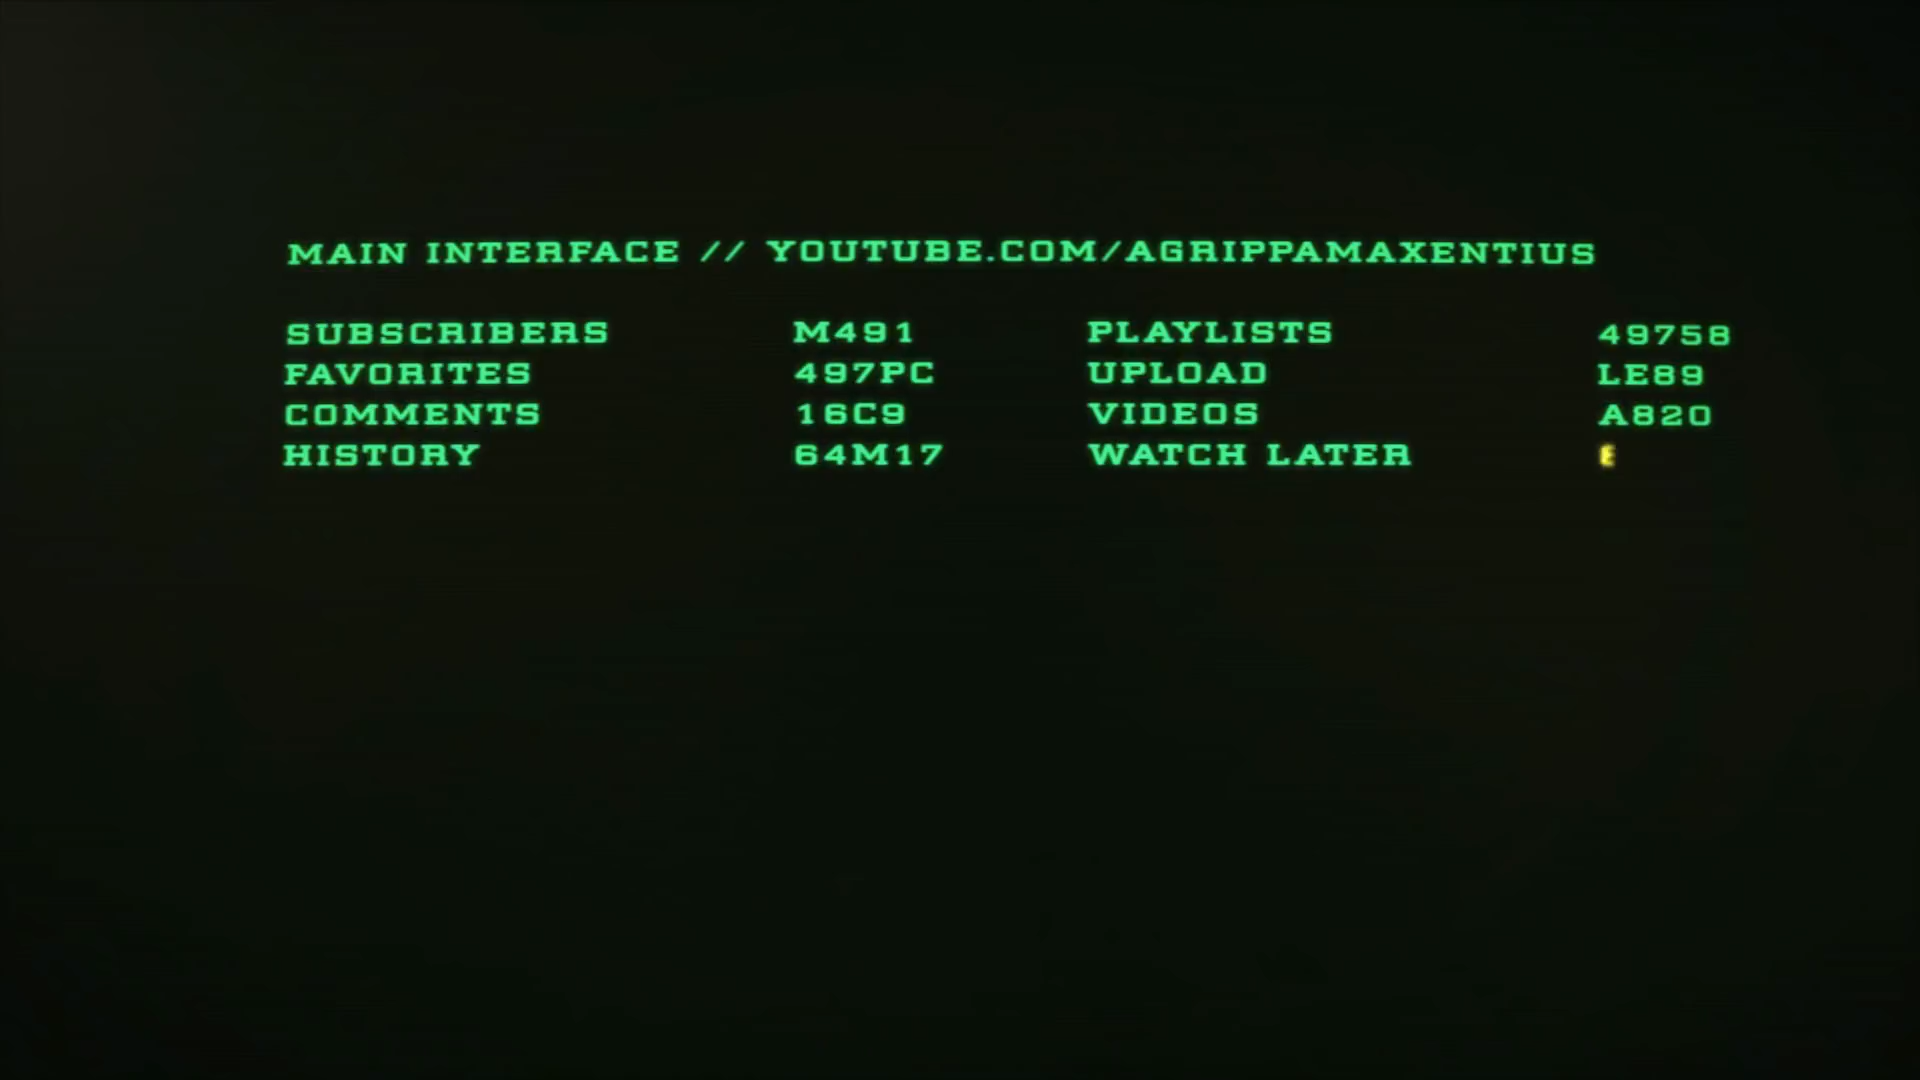 MAIN INTERFACE // YOUTUBE.COM/AGRIPPAMAXENTIUS
SUBSCRIBERS M491 PLAYLISTS 49758
FAVORITES 497PC UPLOAD LE89
COMMENTS 16C9 VIDEOS A820
HISTORY 64M17 WATCH LATER